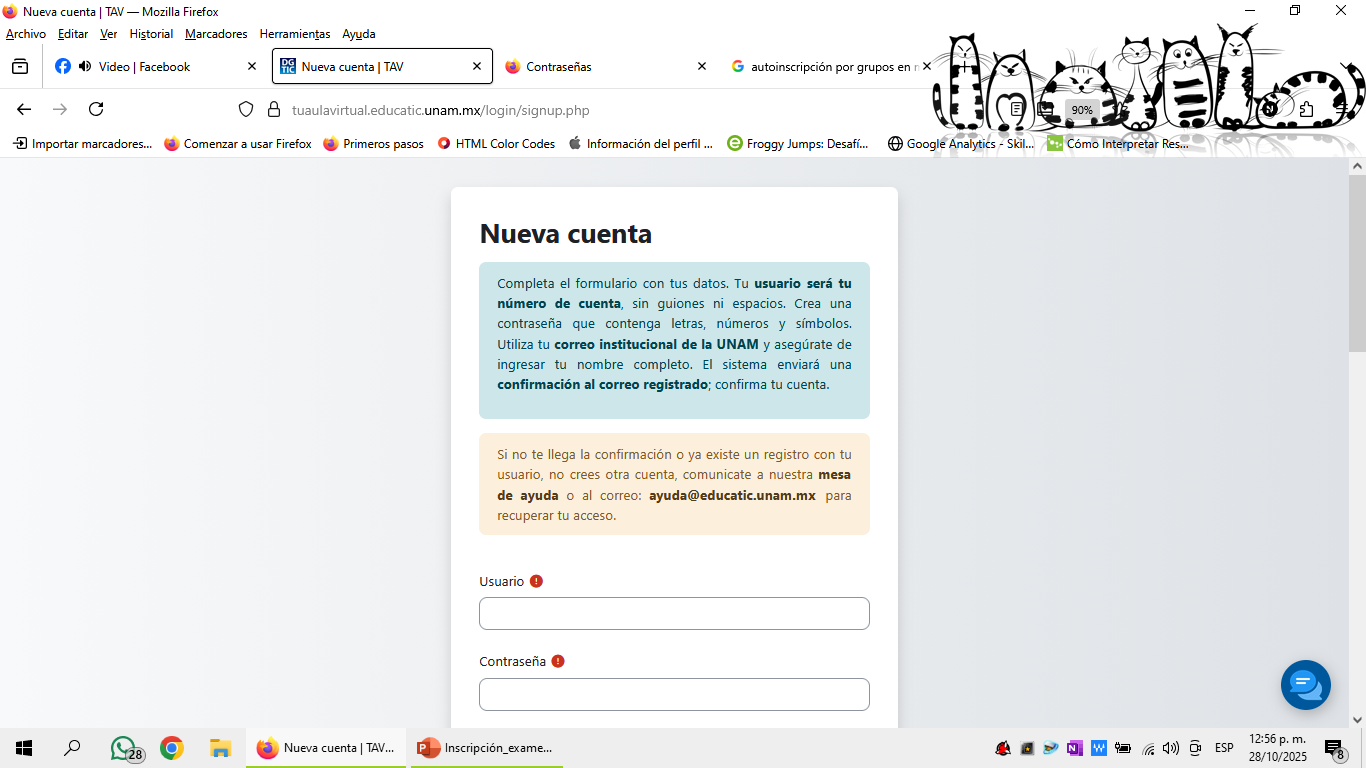 Nueva cuenta | TAV — Mozilla Firefox
Archivo Editar Ver Historial Marcadores Herramientas Ayuda
Video | Facebook
DG TIC Nueva cuenta | TAV
Contraseñas
autoinscripción por grupos en
tuaulavirtual.educatic.unam.mx/login/signup.php
90%
Importar marcadores... Comenzar a usar Firefox Primeros pasos HTML Color Codes Información del perfil ... Froggy Jumps: Desafí... Google Analytics - Skil... Cómo Interpretar Res...
Nueva cuenta
Completa el formulario con tus datos. Tu usuario será tu
número de cuenta, sin guiones ni espacios. Crea una
contraseña que contenga letras, números y símbolos.
Utiliza tu correo institucional de la UNAM y asegúrate de
ingresar tu nombre completo. El sistema enviará una
confirmación al correo registrado; confirma tu cuenta.
Si no te llega la confirmación o ya existe un registro con tu
usuario, no crees otra cuenta, comunicate a nuestra mesa
de ayuda o al correo: ayuda@educatic.unam.mx para
recuperar tu acceso.
Usuario
Contraseña
28
Nueva cuenta | TAV...
Inscripción_exame...
ESP
12:56 p. m.
28/10/2025
8